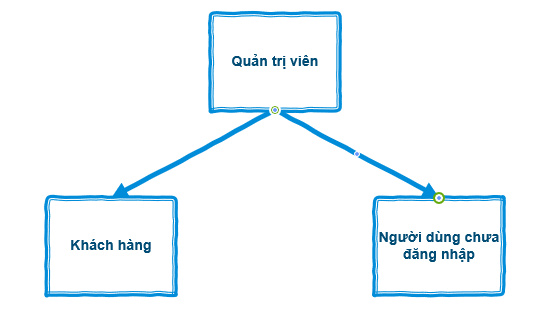 Quản trị viên
Khách hàng
Người dùng chưa
đăng nhập